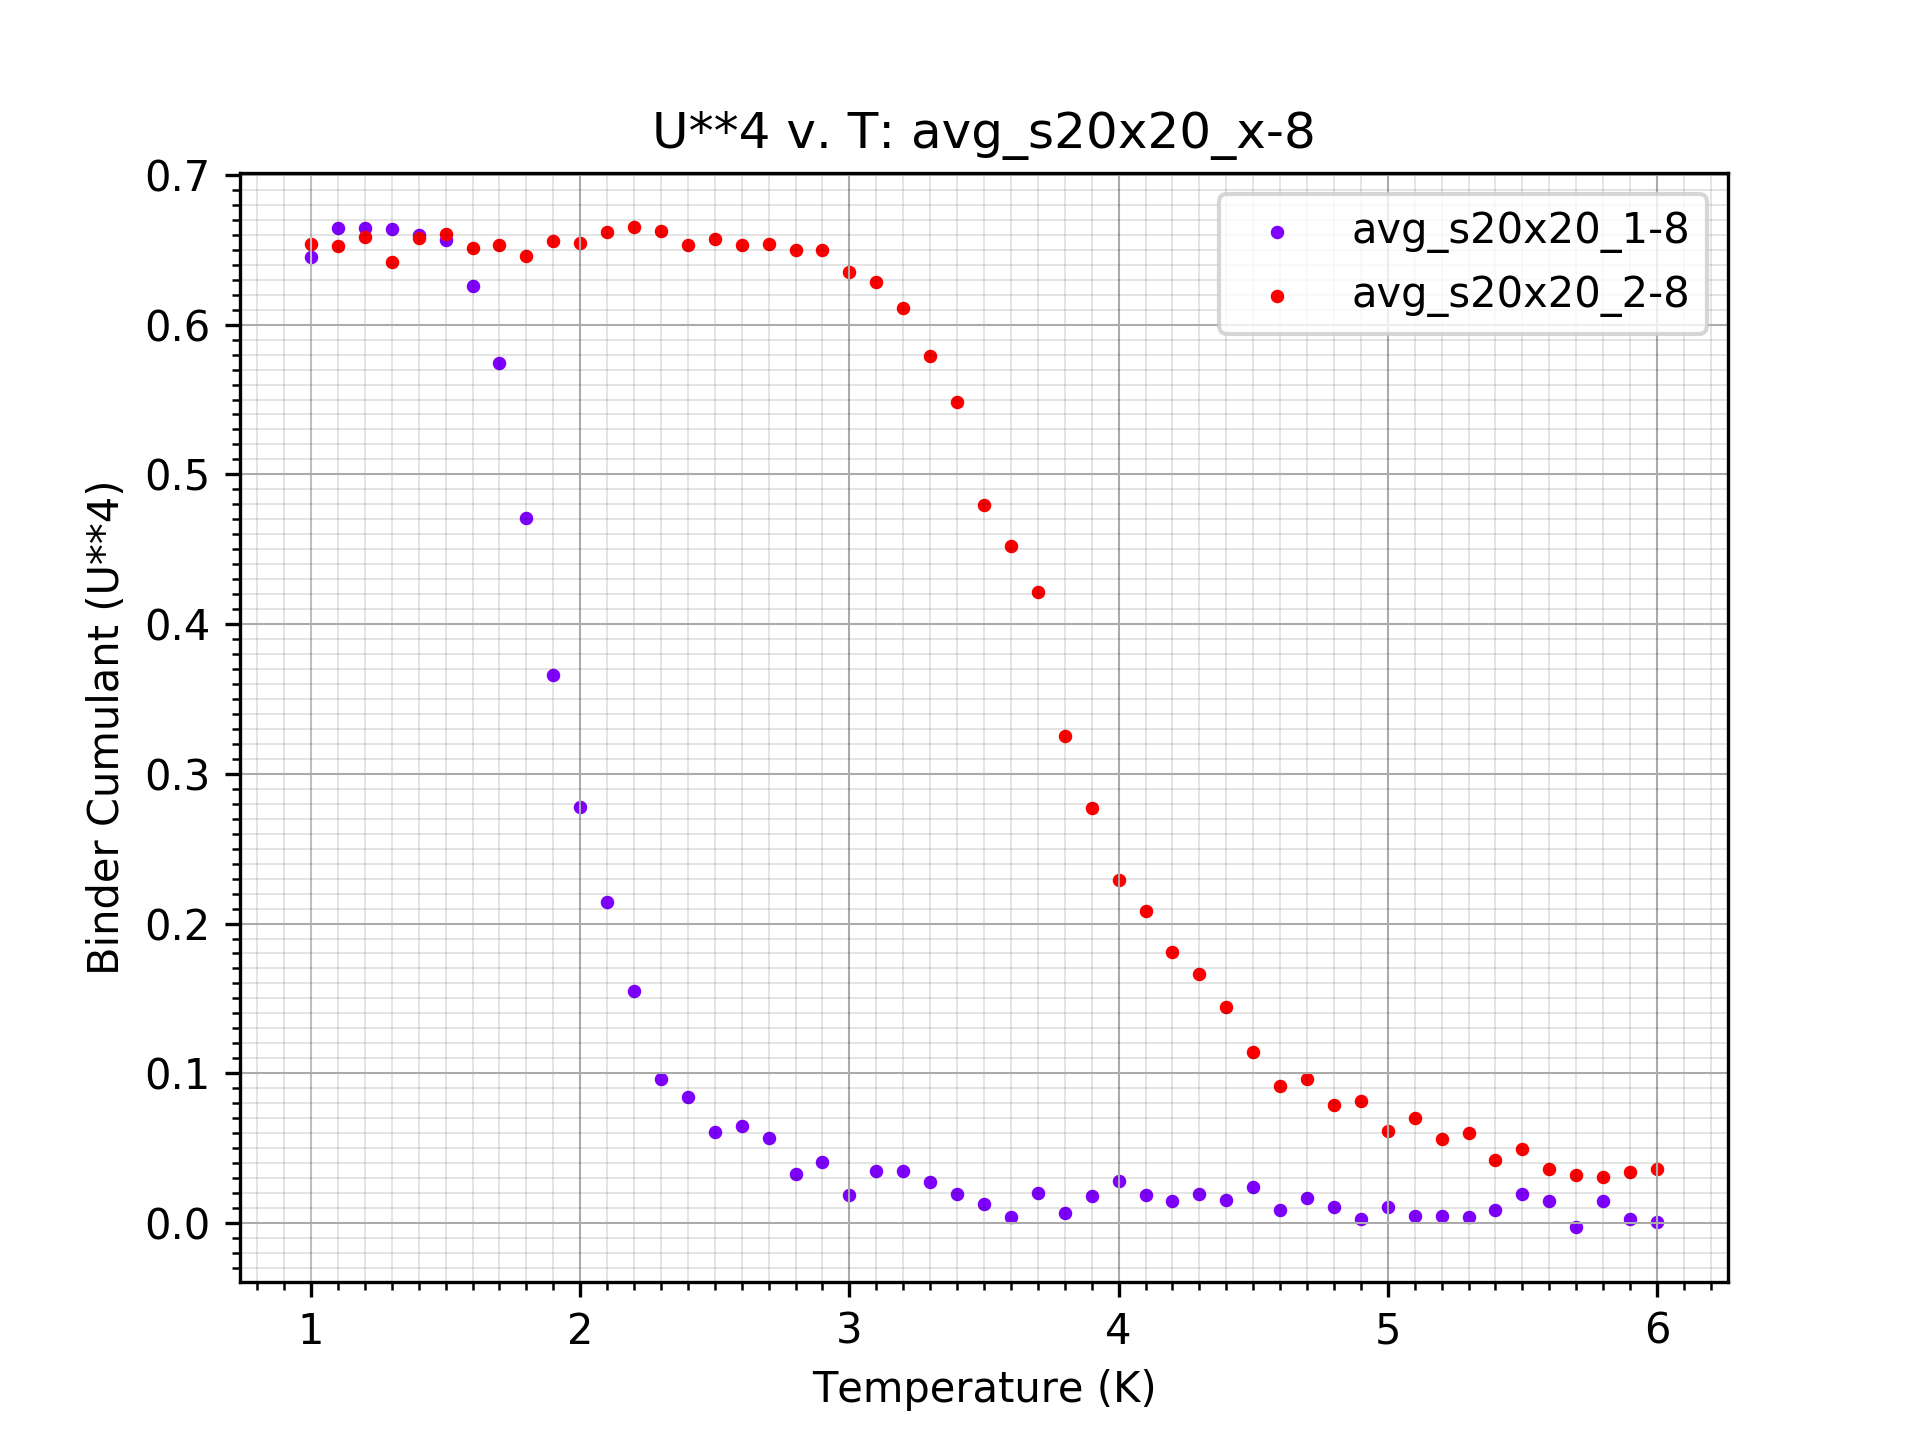 U**4 v. T: avg_s20x20_x-8
avg_s20x20_1-8
avg_s20x20_2-8
Binder Cumulant (U**4)
0.7
0.6
0.5
0.4
0.3
0.2
0.1
0.0
1 2 3 4 5 6
Temperature (K)